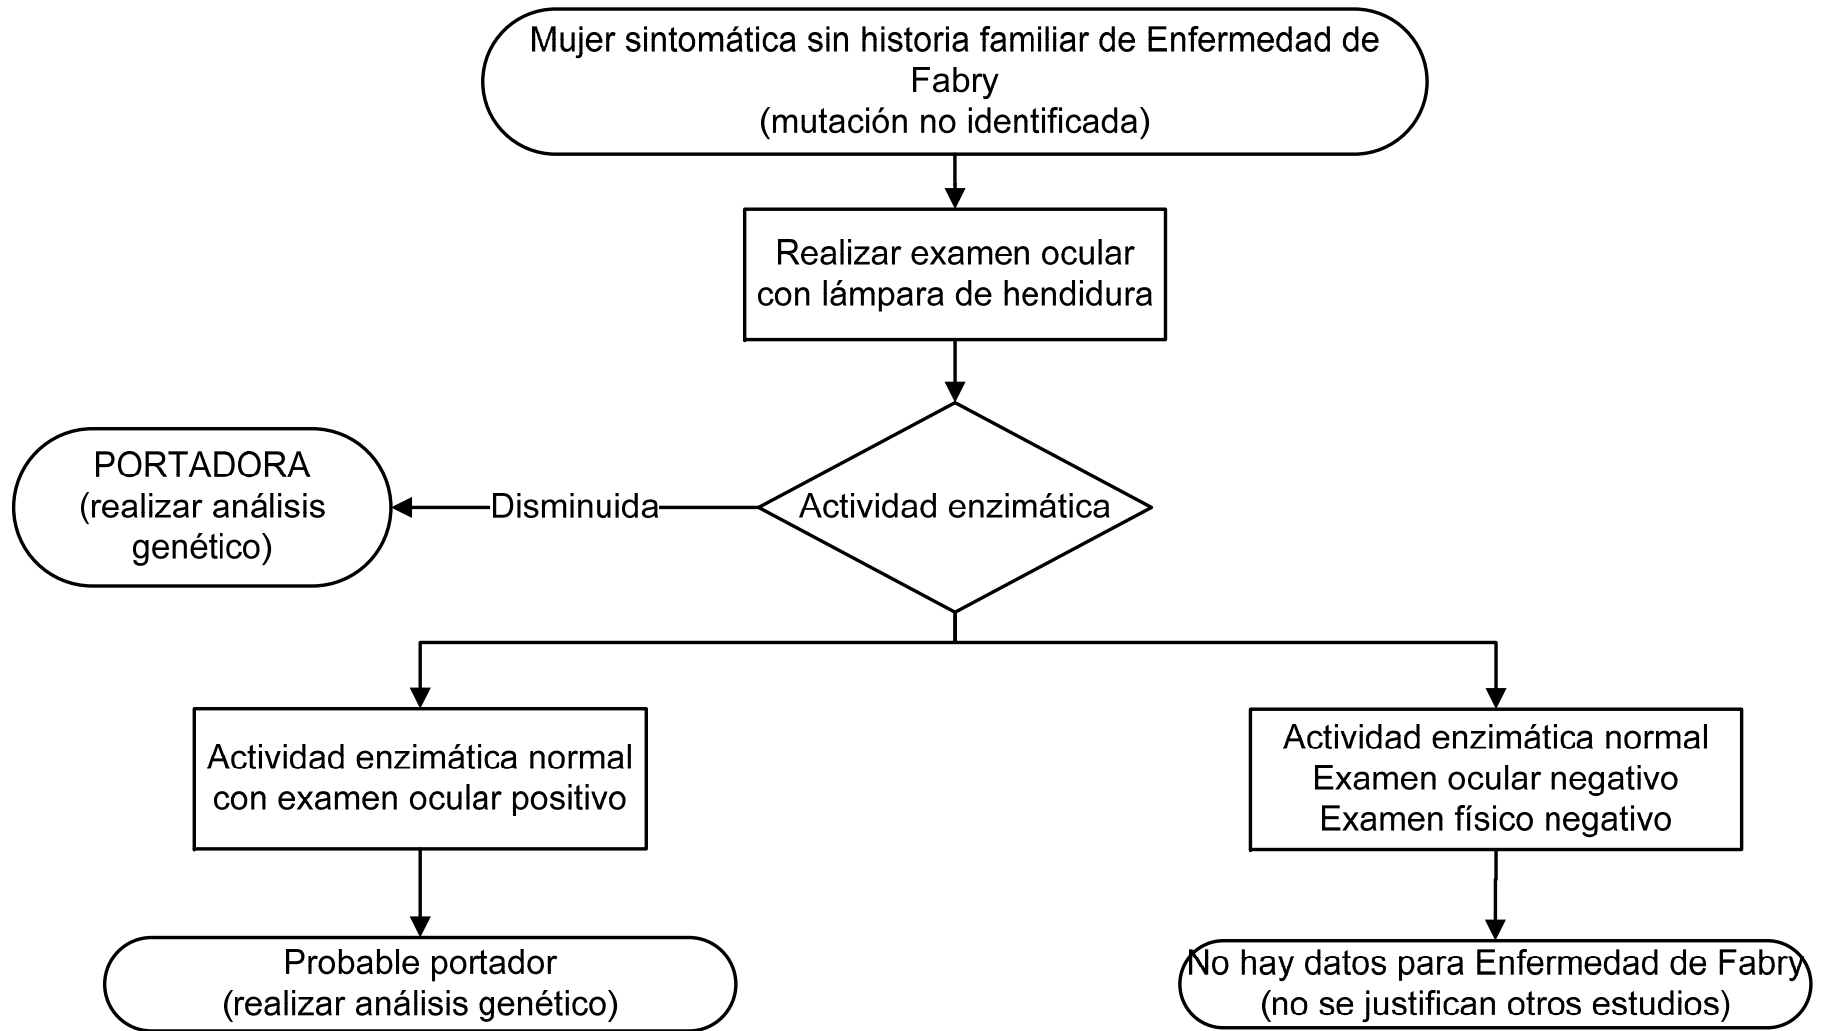 Mujer sintomática sin historia familiar de Enfermedad de
Fabry
(mutación no identificada)
Realizar examen ocular
con lámpara de hendidura
PORTADORA
(realizar análisis
genético)
Disminuida
Actividad enzimática
Actividad enzimática normal
con examen ocular positivo
Actividad enzimática normal
Examen ocular negativo
Examen físico negativo
Probable portador
(realizar análisis genético)
No hay datos para Enfermedad de Fabry
(no se justifican otros estudios)